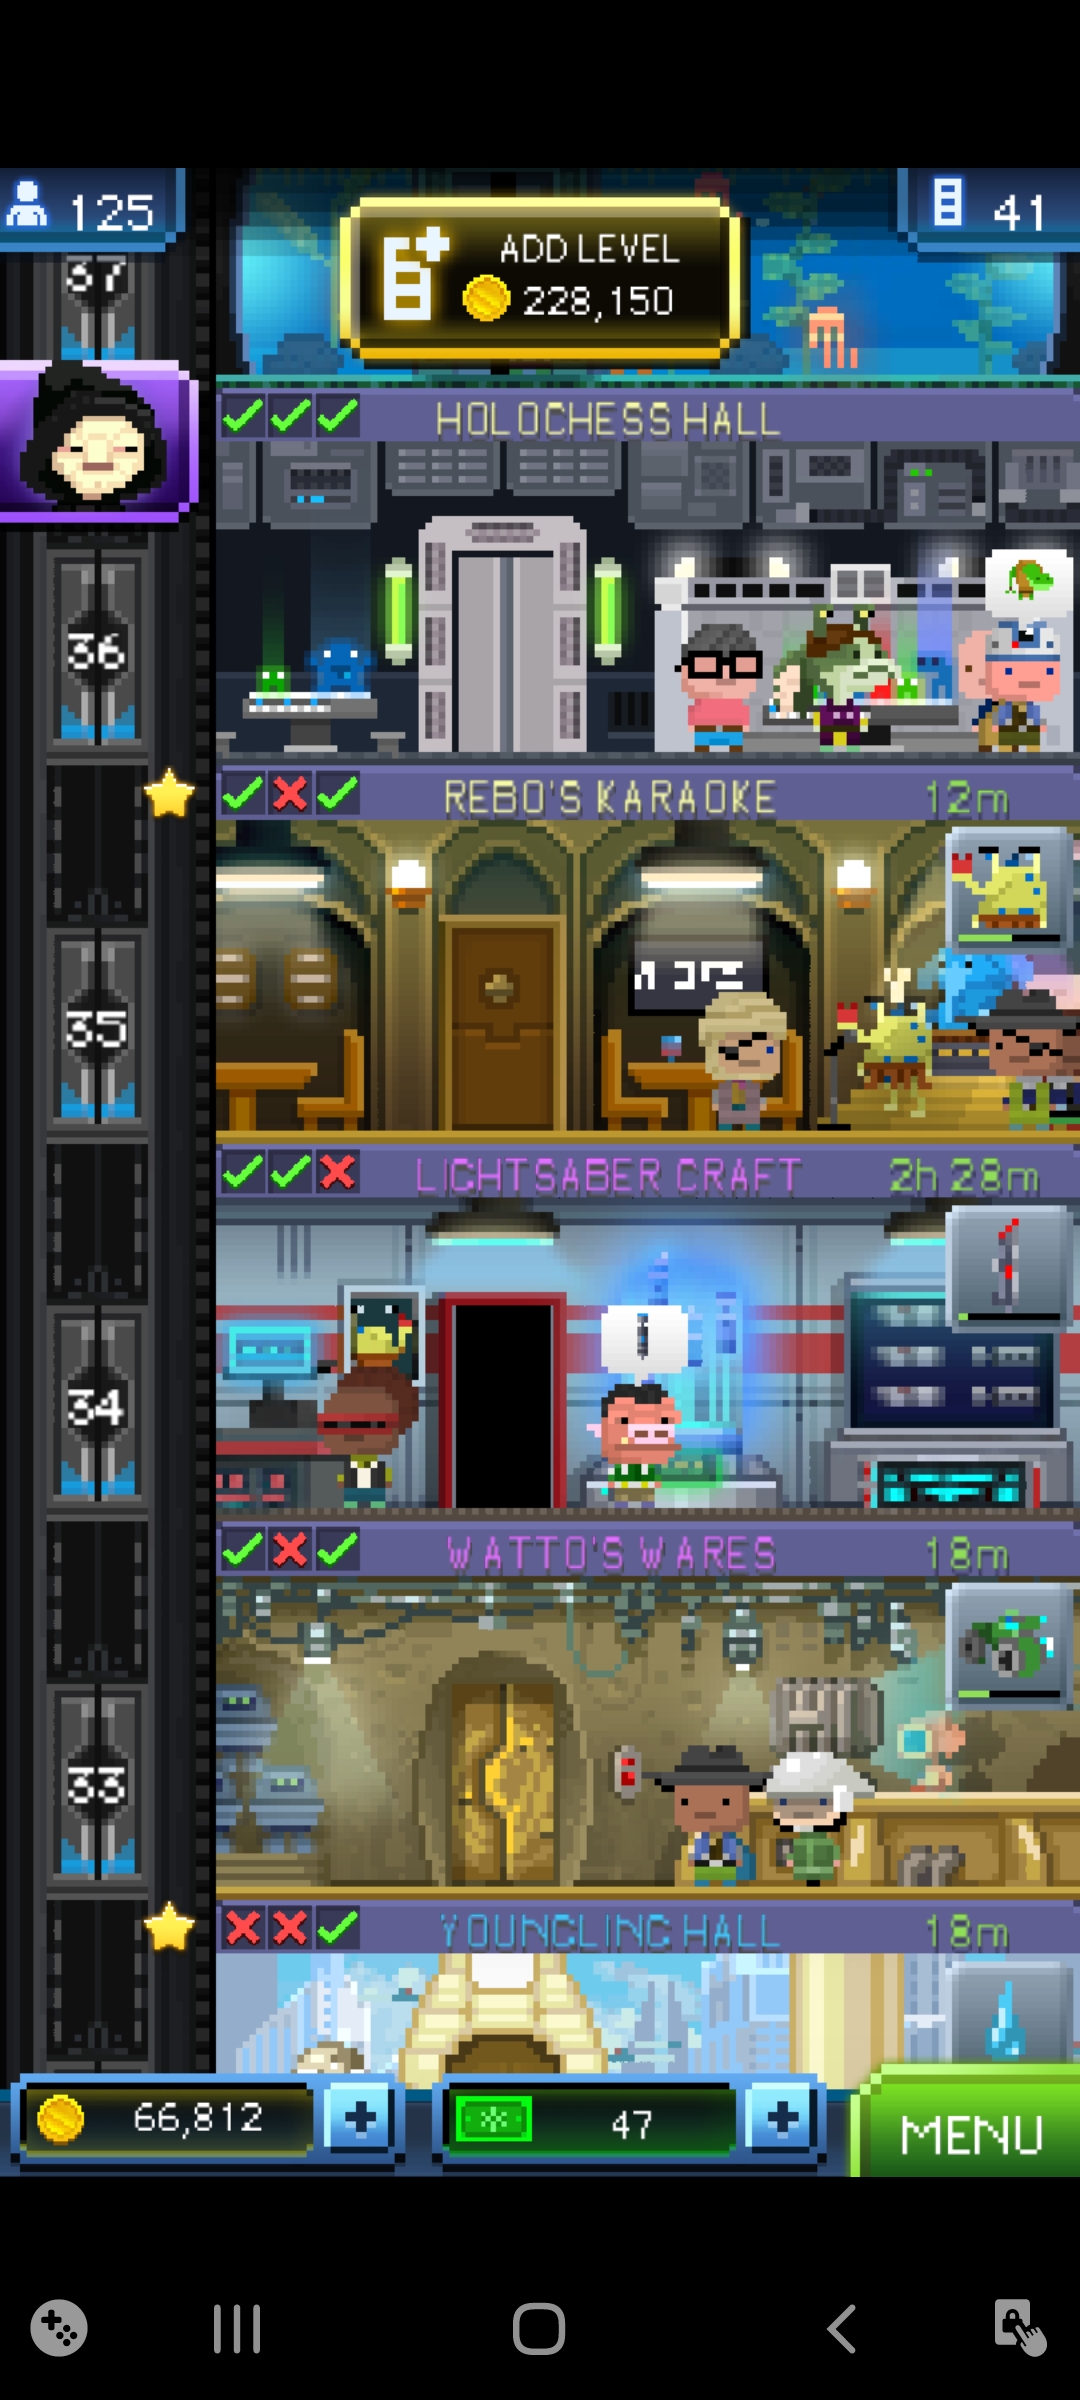 125
ADD LEVEL
228,150
41
37
HOLOCHESS HALL
36
REBO'S KARAOKE 12m
35
LIGHTSABER CRAFT 2h 28m
34
WATTO'S WARES 18m
33
YOUNGLING HALL 18m
66,812
47
MENU